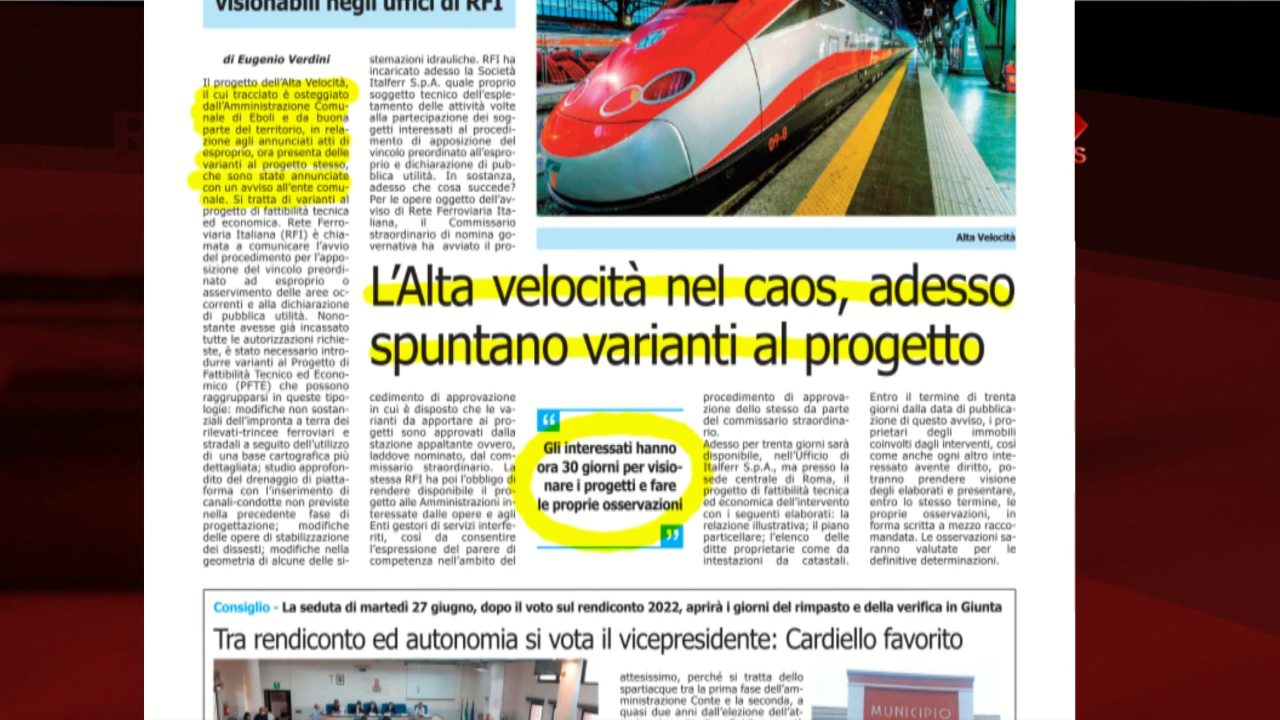 visionabili negli uffici di RFI
di Eugenio Verdini
Il progetto dell'Alta Velocità,
il cui tracciato è osteggiato
dall'Amministrazione Comu-
nale di Eboli e da buona
parte del territorio, in rela-
zione agli annunciati atti di
esproprio, ora presenta delle
varianti al progetto stesso,
che sono state annunciate
con un avviso all'ente comu-
nale. Si tratta di varianti al
progetto di fattibilità tecnica
ed economica. Rete Ferro-
viaria Italiana (RFI) è chia-
mata a comunicare l'avvio
del procedimento per l'appo-
sizione del vincolo preordi-
nato ad esproprio o
asservimento delle aree oc-
correnti e alla dichiarazione
di pubblica utilità. Nono-
stante avesse già incassato
tutte le autorizzazioni richie-
ste, è stato necessario intro-
durre varianti al Progetto di
Fattibilità Tecnico ed Econo-
mico (PFTE) che possono
raggrupparsi in queste tipo-
logie: modifiche non sostan-
ziali dell'impronta a terra dei
rilevati-trincee ferroviari e
stradali a seguito dell'utilizzo
di una base cartografica più
dettagliata; studio approfon-
dito del drenaggio di piatta-
forma con l'inserimento di
canali-condotte non previste
nella precedente fase di
progettazione; modifiche
delle opere di stabilizzazione
dei dissesti; modifiche nella
geometria di alcune delle si-
stemazioni idrauliche. RFI ha
incaricato adesso la Società
Italferr S.p.A. quale proprio
soggetto tecnico dell'esple-
tamento delle attività volte
alla partecipazione dei sog-
getti interessati al procedi-
mento di apposizione del
vincolo preordinato all'espro-
prio e dichiarazione di pub-
blica utilità. In sostanza,
adesso che cosa succede?
Per le opere oggetto dell'av-
viso di Rete Ferroviaria Ita-
liana, il Commissario
straordinario di nomina go-
vernativa ha avviato il pro-
09-8
Alta Velocità
L'Alta velocità nel caos, adesso
spuntano varianti al progetto
cedimento di approvazione
in cui è disposto che le va-
rianti da apportare ai pro-
getti sono approvati dalla
stazione appaltante ovvero,
laddove nominato, dal com-
missario straordinario. La
stessa RFI ha poi l'obbligo di
rendere disponibile il pro-
getto alle Amministrazioni in-
teressate dalle opere e agli
Enti gestori di servizi interfe-
riti, così da consentire
l'espressione del parere di
competenza nell'ambito del
“
Gli interessati hanno
ora 30 giorni per visio-
nare i progetti e fare
le proprie osservazioni
”
procedimento di approva-
zione dello stesso da parte
del commissario straordina-
rio.
Adesso per trenta giorni sarà
disponibile, nell'Ufficio di
Italferr S.p.A., ma presso la
sede centrale di Roma, il
progetto di fattibilità tecnica
ed economica dell'intervento
con i seguenti elaborati: la
relazione illustrativa; il piano
particellare; l'elenco delle
ditte proprietarie come da
intestazioni da catastali.
Entro il termine di trenta
giorni dalla data di pubblica-
zione di questo avviso, i pro-
prietari degli immobili
coinvolti dagli interventi, così
come anche ogni altro inte-
ressato avente diritto, po-
tranno prendere visione
degli elaborati e presentare,
entro lo stesso termine, le
proprie osservazioni, in
forma scritta a mezzo racco-
mandata. Le osservazioni sa-
ranno valutate per le
definitive determinazioni.
Consiglio - La seduta di martedì 27 giugno, dopo il voto sul rendiconto 2022, aprirà i giorni del rimpasto e della verifica in Giunta
Tra rendiconto ed autonomia si vota il vicepresidente: Cardiello favorito
attesissimo, perché si tratta dello
spartiacque tra la prima fase dell'am-
ministrazione Conte e la seconda, a
quasi due anni dall'elezione dell'at-
MUNICIPIO